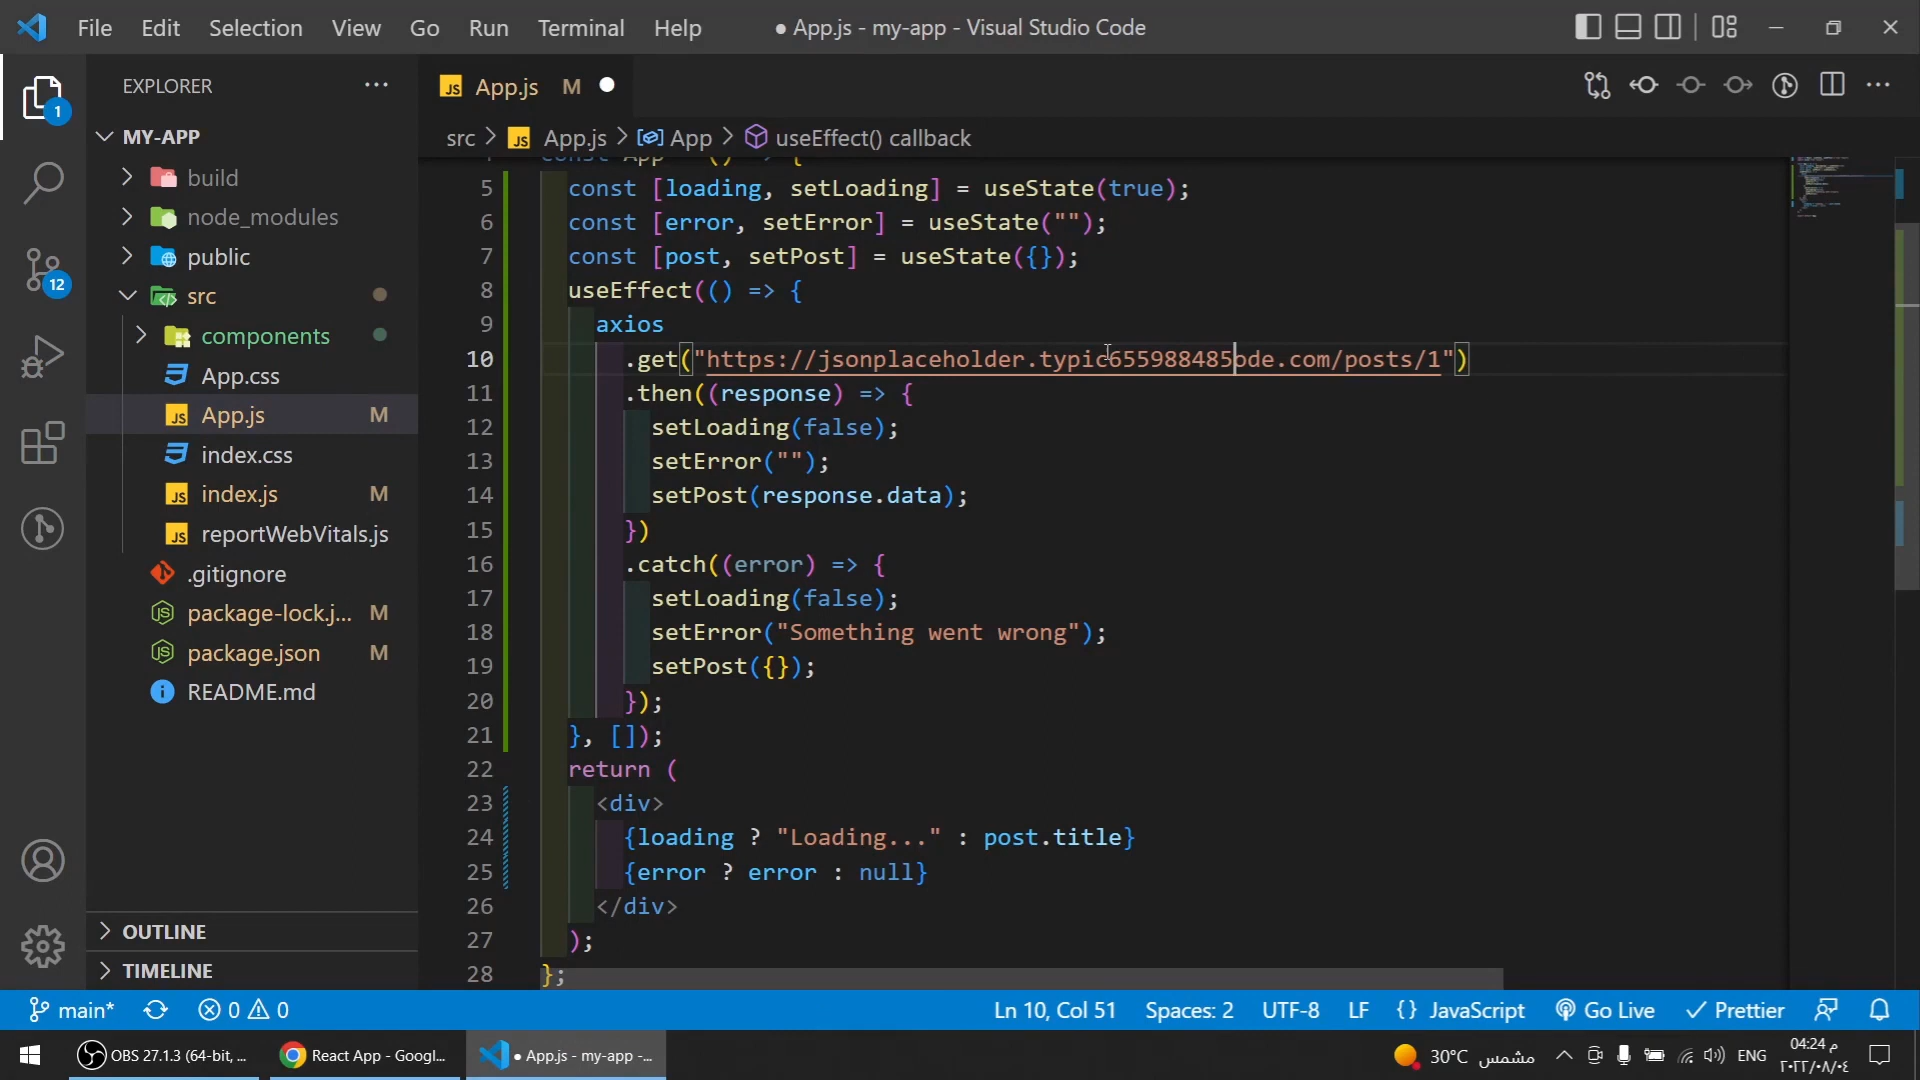 File Edit Selection View Go Run Terminal Help
● App.js - my-app - Visual Studio Code
EXPLORER
App.js M
src > App.js > App > useEffect() callback
1
12
MY-APP
build
node_modules
public
src
components
App.css
App.js M
index.css
index.js M
reportWebVitals.js
.gitignore
package-lock.j... M
package.json M
README.md
OUTLINE
TIMELINE
5 const [loading, setLoading] = useState(true);
6 const [error, setError] = useState("");
7 const [post, setPost] = useState({});
8 useEffect(() => {
9 axios
10 .get("https://jsonplaceholder.typic655988485ode.com/posts/1")
11 .then((response) => {
12 setLoading(false);
13 setError("");
14 setPost(response.data);
15 })
16 .catch((error) => {
17 setLoading(false);
18 setError("Something went wrong");
19 setPost({});
20 });
21 }, []);
22 return (
23 <div>
24 {loading ? "Loading..." : post.title}
25 {error ? error : null}
26 </div>
27 );
28 };
main* 0 0 Ln 10, Col 51 Spaces: 2 UTF-8 LF {} JavaScript Go Live Prettier
OBS 27.1.3 (64-bit, ... React App - Googl... ● App.js - my-app -... 30°C مشمس ENG 04:24 م
٢٠٢٢/٠٨/٠٤